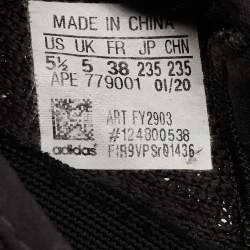 MADE IN CHINA
US UK FR JP CHN
5½ 5 38 235 235
APE 779001 01/20
ART FY2903
#124800538
adidas F1R9VPSr01436